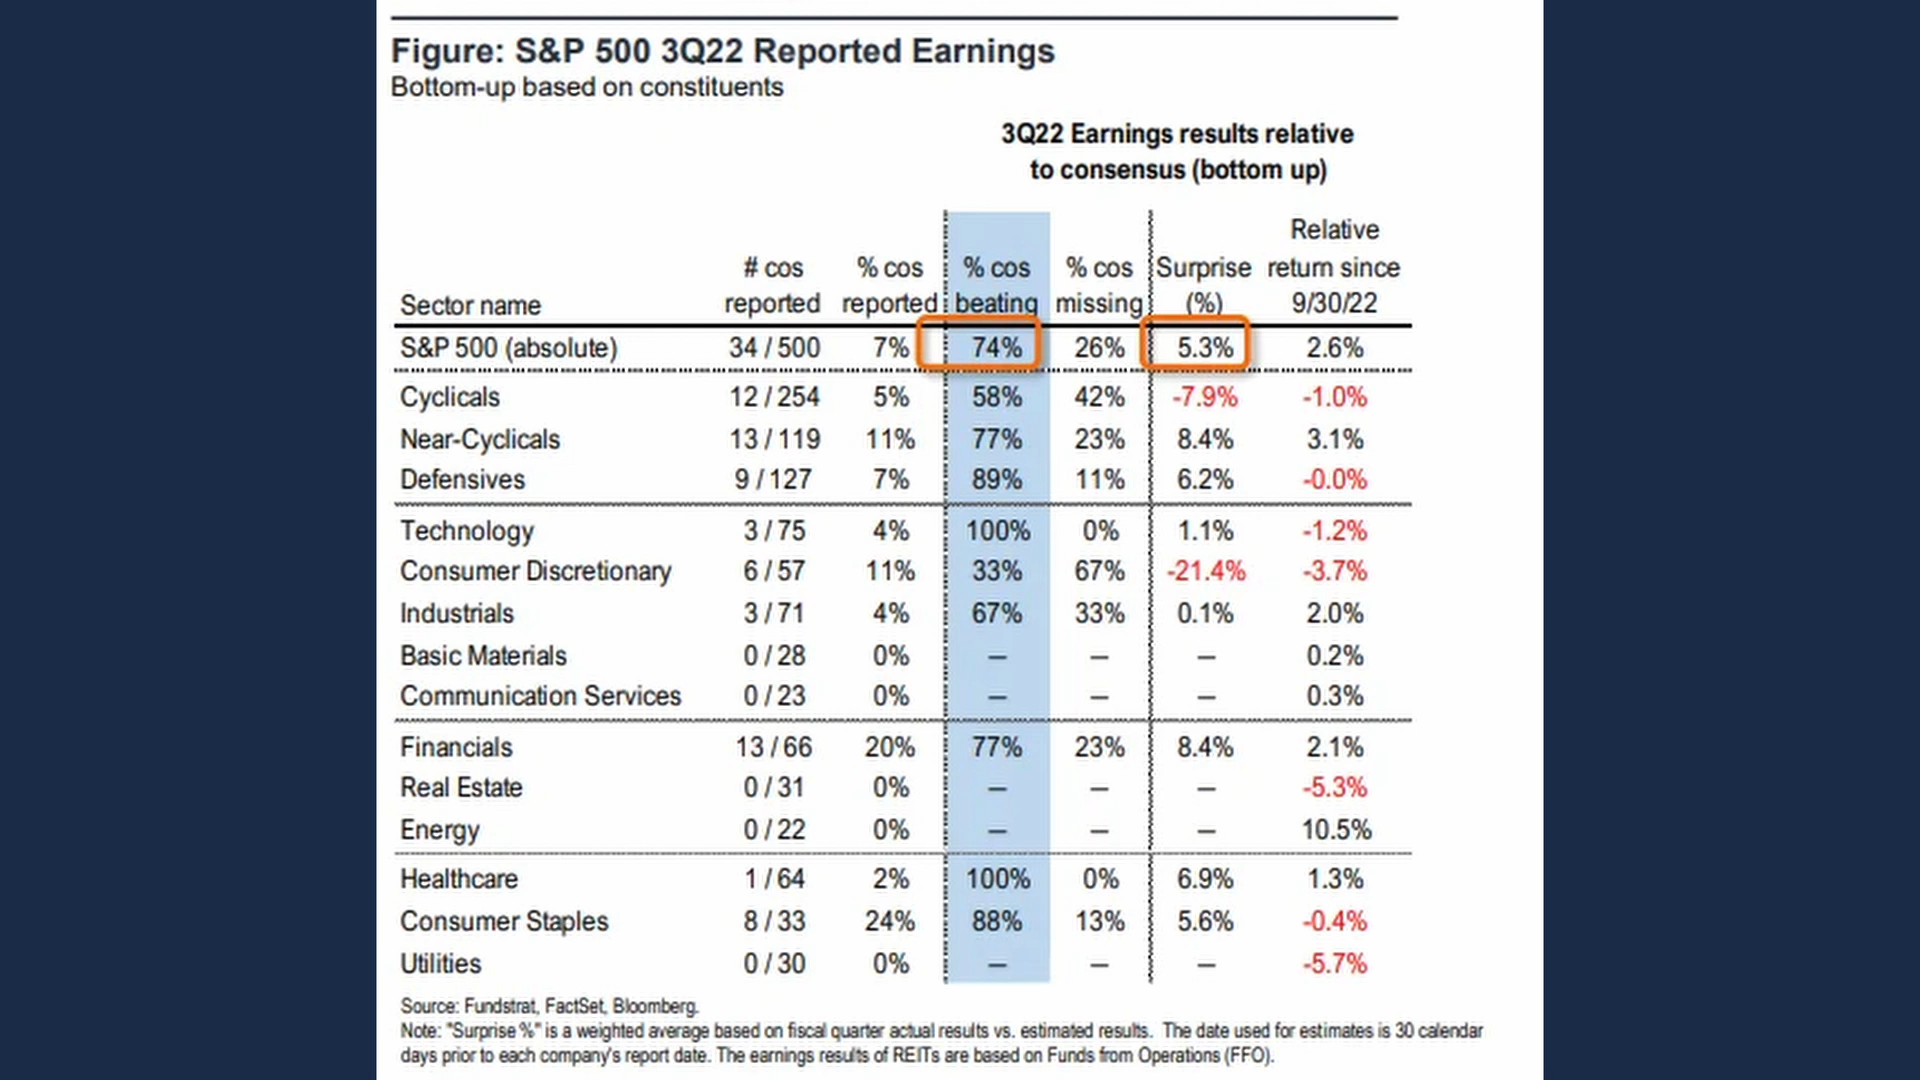 Figure: S&P 500 3Q22 Reported Earnings
Bottom-up based on constituents
3Q22 Earnings results relative
to consensus (bottom up)
Relative
# cos % cos % cos % cos Surprise return since
Sector name reported reported beating missing (%) 9/30/22
S&P 500 (absolute) 34 / 500 7% 74% 26% 5.3% 2.6%
Cyclicals 12 / 254 5% 58% 42% -7.9% -1.0%
Near-Cyclicals 13 / 119 11% 77% 23% 8.4% 3.1%
Defensives 9 / 127 7% 89% 11% 6.2% -0.0%
Technology 3 / 75 4% 100% 0% 1.1% -1.2%
Consumer Discretionary 6 / 57 11% 33% 67% -21.4% -3.7%
Industrials 3 / 71 4% 67% 33% 0.1% 2.0%
Basic Materials 0 / 28 0% – – – 0.2%
Communication Services 0 / 23 0% – – – 0.3%
Financials 13 / 66 20% 77% 23% 8.4% 2.1%
Real Estate 0 / 31 0% – – – -5.3%
Energy 0 / 22 0% – – – 10.5%
Healthcare 1 / 64 2% 100% 0% 6.9% 1.3%
Consumer Staples 8 / 33 24% 88% 13% 5.6% -0.4%
Utilities 0 / 30 0% – – – -5.7%
Source: Fundstrat, FactSet, Bloomberg.
Note: "Surprise %" is a weighted average based on fiscal quarter actual results vs. estimated results. The date used for estimates is 30 calendar
days prior to each company's report date. The earnings results of REITs are based on Funds from Operations (FFO).